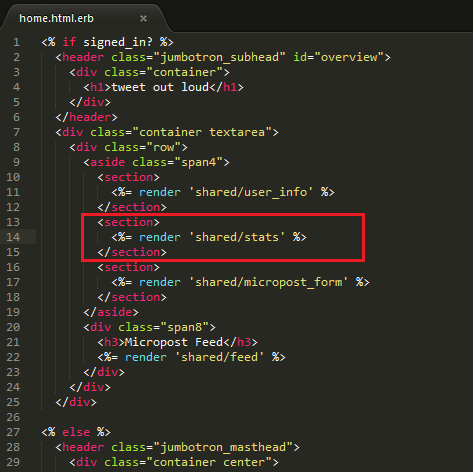 home.html.erb ×
1 <% if signed_in? %>
2   <header class="jumbotron_subhead" id="overview">
3     <div class="container">
4       <h1>tweet out loud</h1>
5     </div>
6   </header>
7   <div class="container textarea">
8     <div class="row">
9       <aside class="span4">
10         <section>
11           <%= render 'shared/user_info' %>
12         </section>
13         <section>
14           <%= render 'shared/stats' %>
15         </section>
16         <section>
17           <%= render 'shared/micropost_form' %>
18         </section>
19       </aside>
20       <div class="span8">
21         <h3>Micropost Feed</h3>
22         <%= render 'shared/feed' %>
23       </div>
24     </div>
25   </div>
26
27 <% else %>
28   <header class="jumbotron_masthead">
29     <div class="container center">